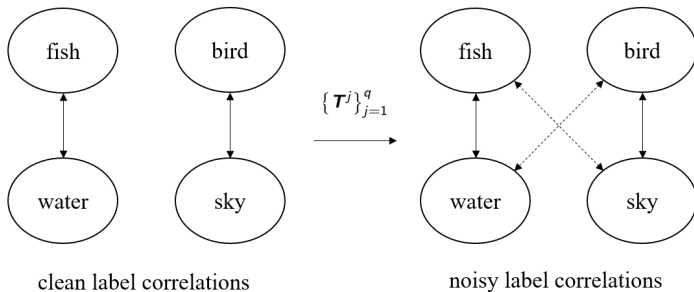 fish bird fish bird
{T^j}_{j=1}^q
water sky water sky
clean label correlations noisy label correlations